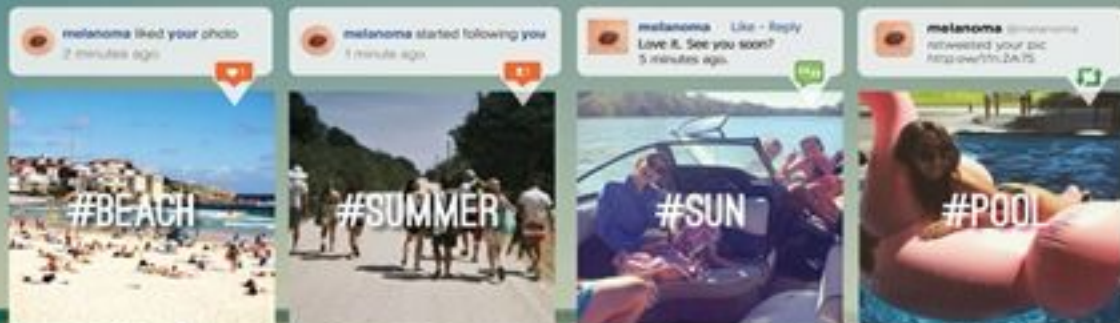 melanoma liked your photo
2 minutes ago.
melanoma started following you
1 minute ago.
melanoma Like - Reply
Love it. See you soon?
5 minutes ago.
melanoma @melanoma
retweeted your pic
#BEACH
#SUMMER
#SUN
#POOL